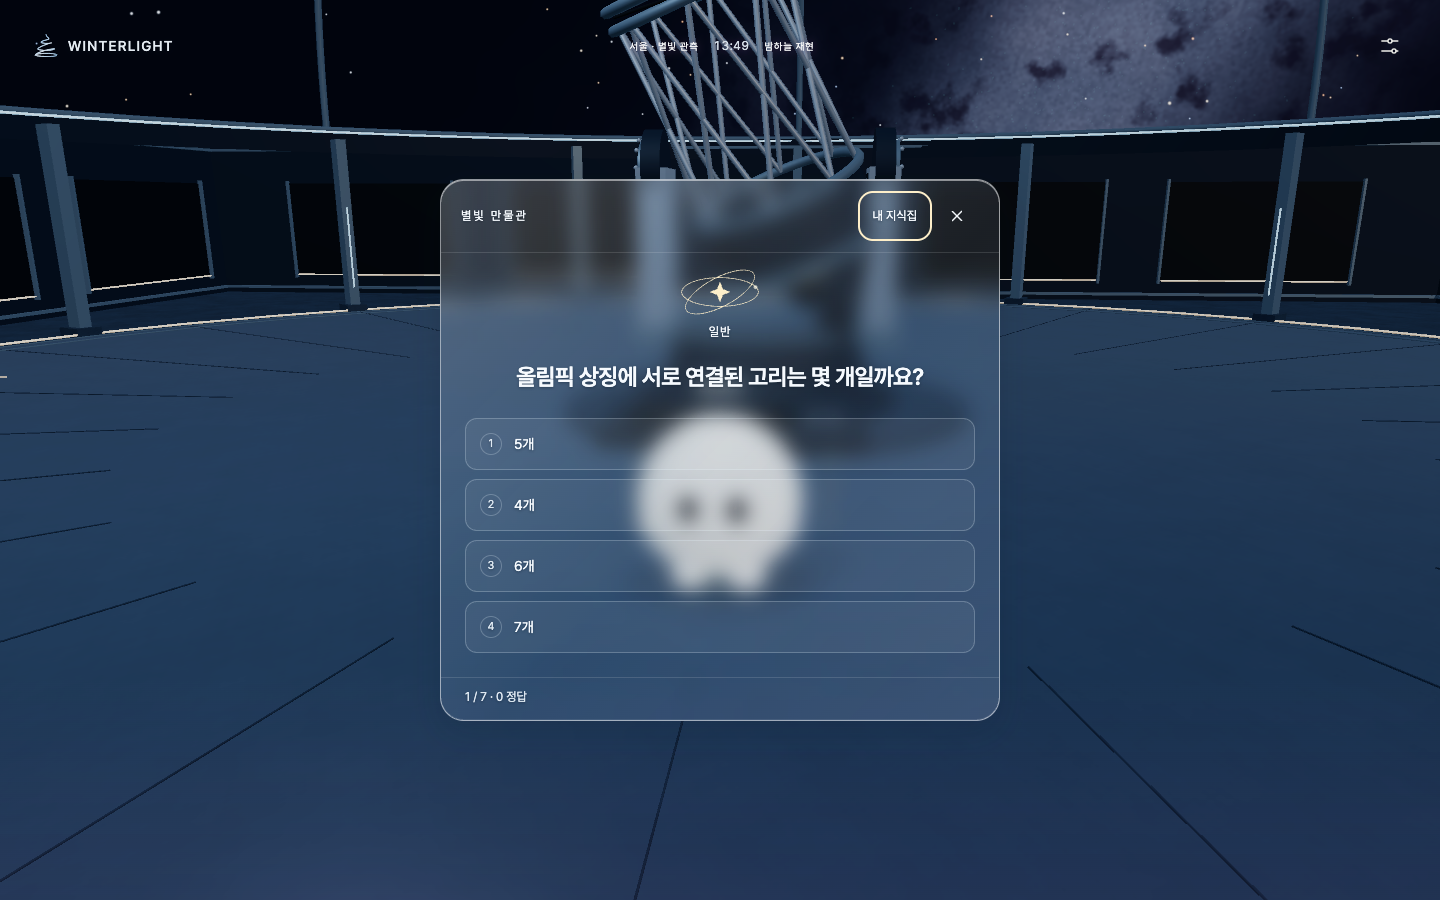 WINTERLIGHT
서울 · 별빛 관측 13:49 밤하늘 재현
별빛 만물관
내 지식집
일반
올림픽 상징에 서로 연결된 고리는 몇 개일까요?
1 5개
2 4개
3 6개
4 7개
1 / 7 · 0 정답